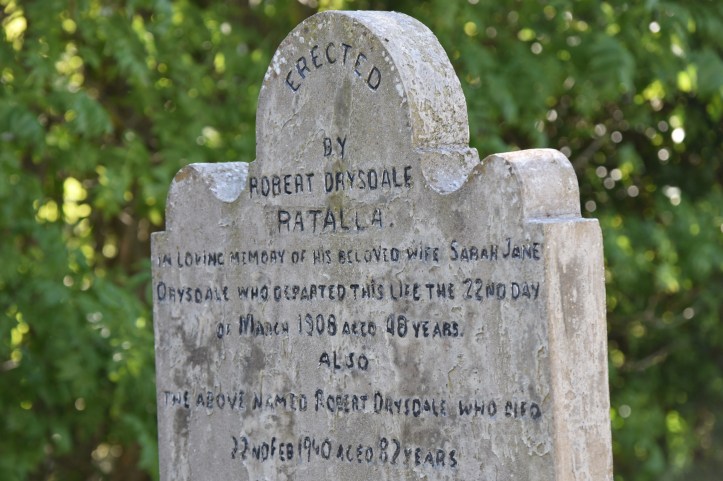 ERECTED
BY
ROBERT DRYSDALE
RATALLA.
IN LOVING MEMORY OF HIS BELOVED WIFE SARAH JANE
DRYSDALE WHO DEPARTED THIS LIFE THE 22ND DAY
OF MARCH 1908 AGED 48 YEARS.
ALSO
THE ABOVE NAMED ROBERT DRYSDALE WHO DIED
22ND FEB 1940 AGED 82 YEARS